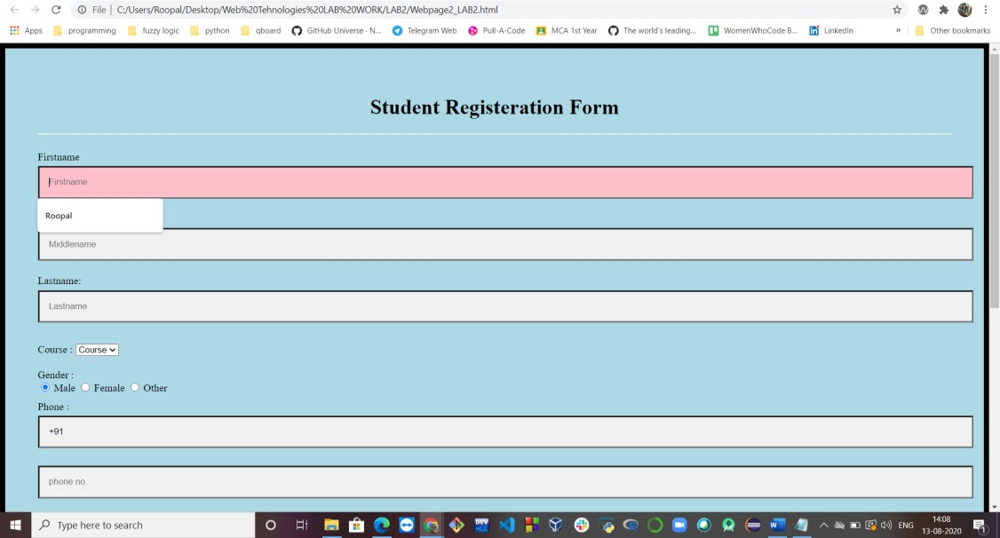 File | C:/Users/Roopal/Desktop/Web%20Tehnologies%20LAB%20WORK/LAB2/Webpage2_LAB2.html
Apps programming fuzzy logic python qboard GitHub Universe · N... Telegram Web Pull-A-Code MCA 1st Year The world's leading... WomenWhoCode B... LinkedIn » Other bookmarks
Student Registeration Form
Firstname
Firstname
Roopal
Middlename
Lastname:
Lastname
Course : Course
Gender :
Male Female Other
Phone :
+91
phone no.
Type here to search
ENG
14:08
13-08-2020